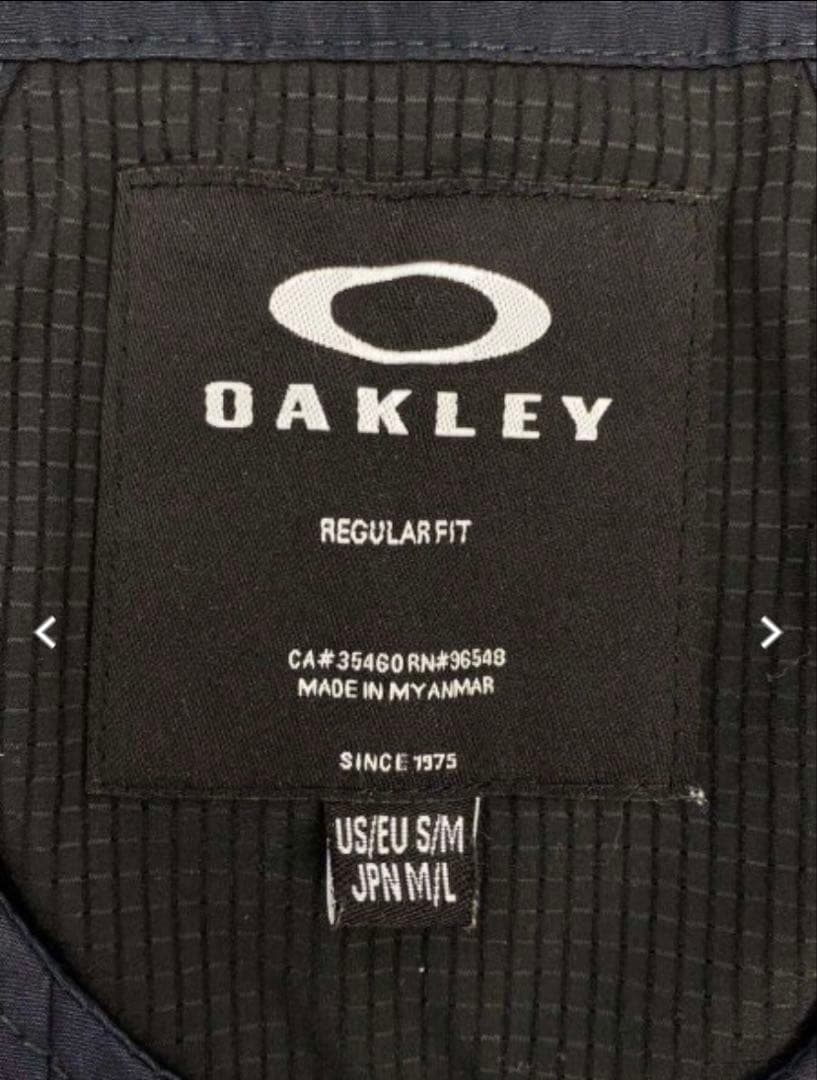 OAKLEY
REGULAR FIT
CA#35460 RN#96548
MADE IN MYANMAR
SINCE 1975
US/EU S/M
JPN M/L